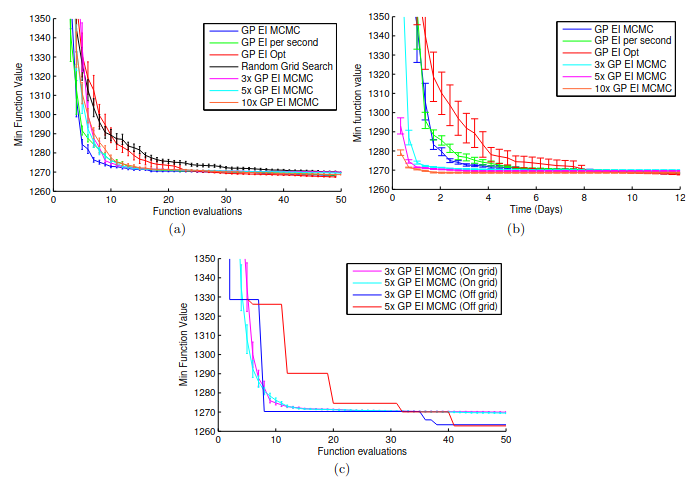 1350
1340
1330
1320
1310
1300
1290
1280
1270
1260
Min Function Value
0
10
20
30
40
50
Function evaluations
GP EI MCMC
GP EI per second
GP EI Opt
Random Grid Search
3x GP EI MCMC
5x GP EI MCMC
10x GP EI MCMC
(a)
1350
1340
1330
1320
1310
1300
1290
1280
1270
1260
Min function value
0
2
4
6
8
10
12
Time (Days)
GP EI MCMC
GP EI per second
GP EI Opt
3x GP EI MCMC
5x GP EI MCMC
10x GP EI MCMC
(b)
1350
1340
1330
1320
1310
1300
1290
1280
1270
1260
Min Function Value
0
10
20
30
40
50
Function evaluations
3x GP EI MCMC (On grid)
5x GP EI MCMC (On grid)
3x GP EI MCMC (Off grid)
5x GP EI MCMC (Off grid)
(c)